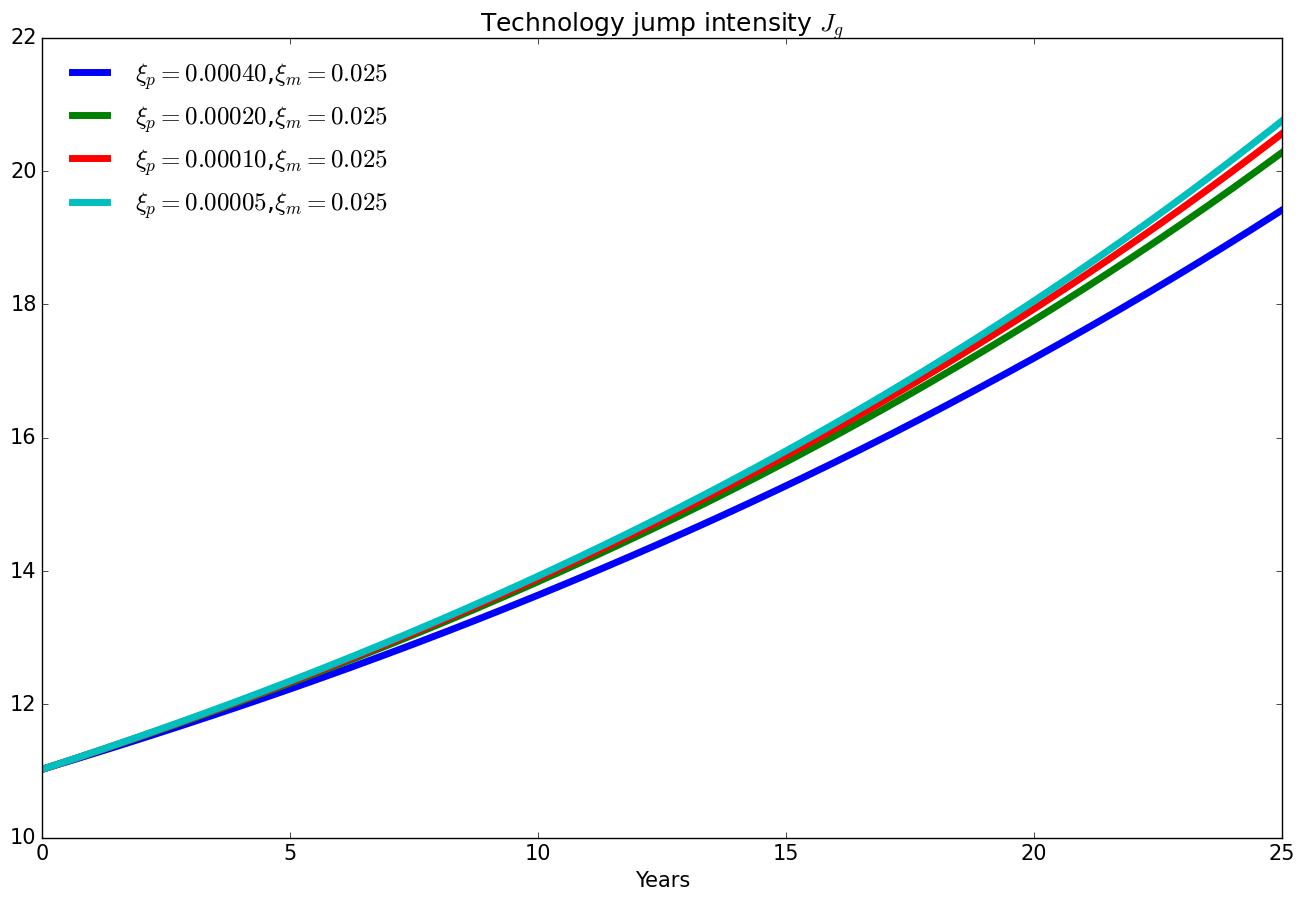 Technology jump intensity J_g
22
20
18
16
14
12
10
ξ_p = 0.00040,ξ_m = 0.025
ξ_p = 0.00020,ξ_m = 0.025
ξ_p = 0.00010,ξ_m = 0.025
ξ_p = 0.00005,ξ_m = 0.025
0 5 10 15 20 25
Years